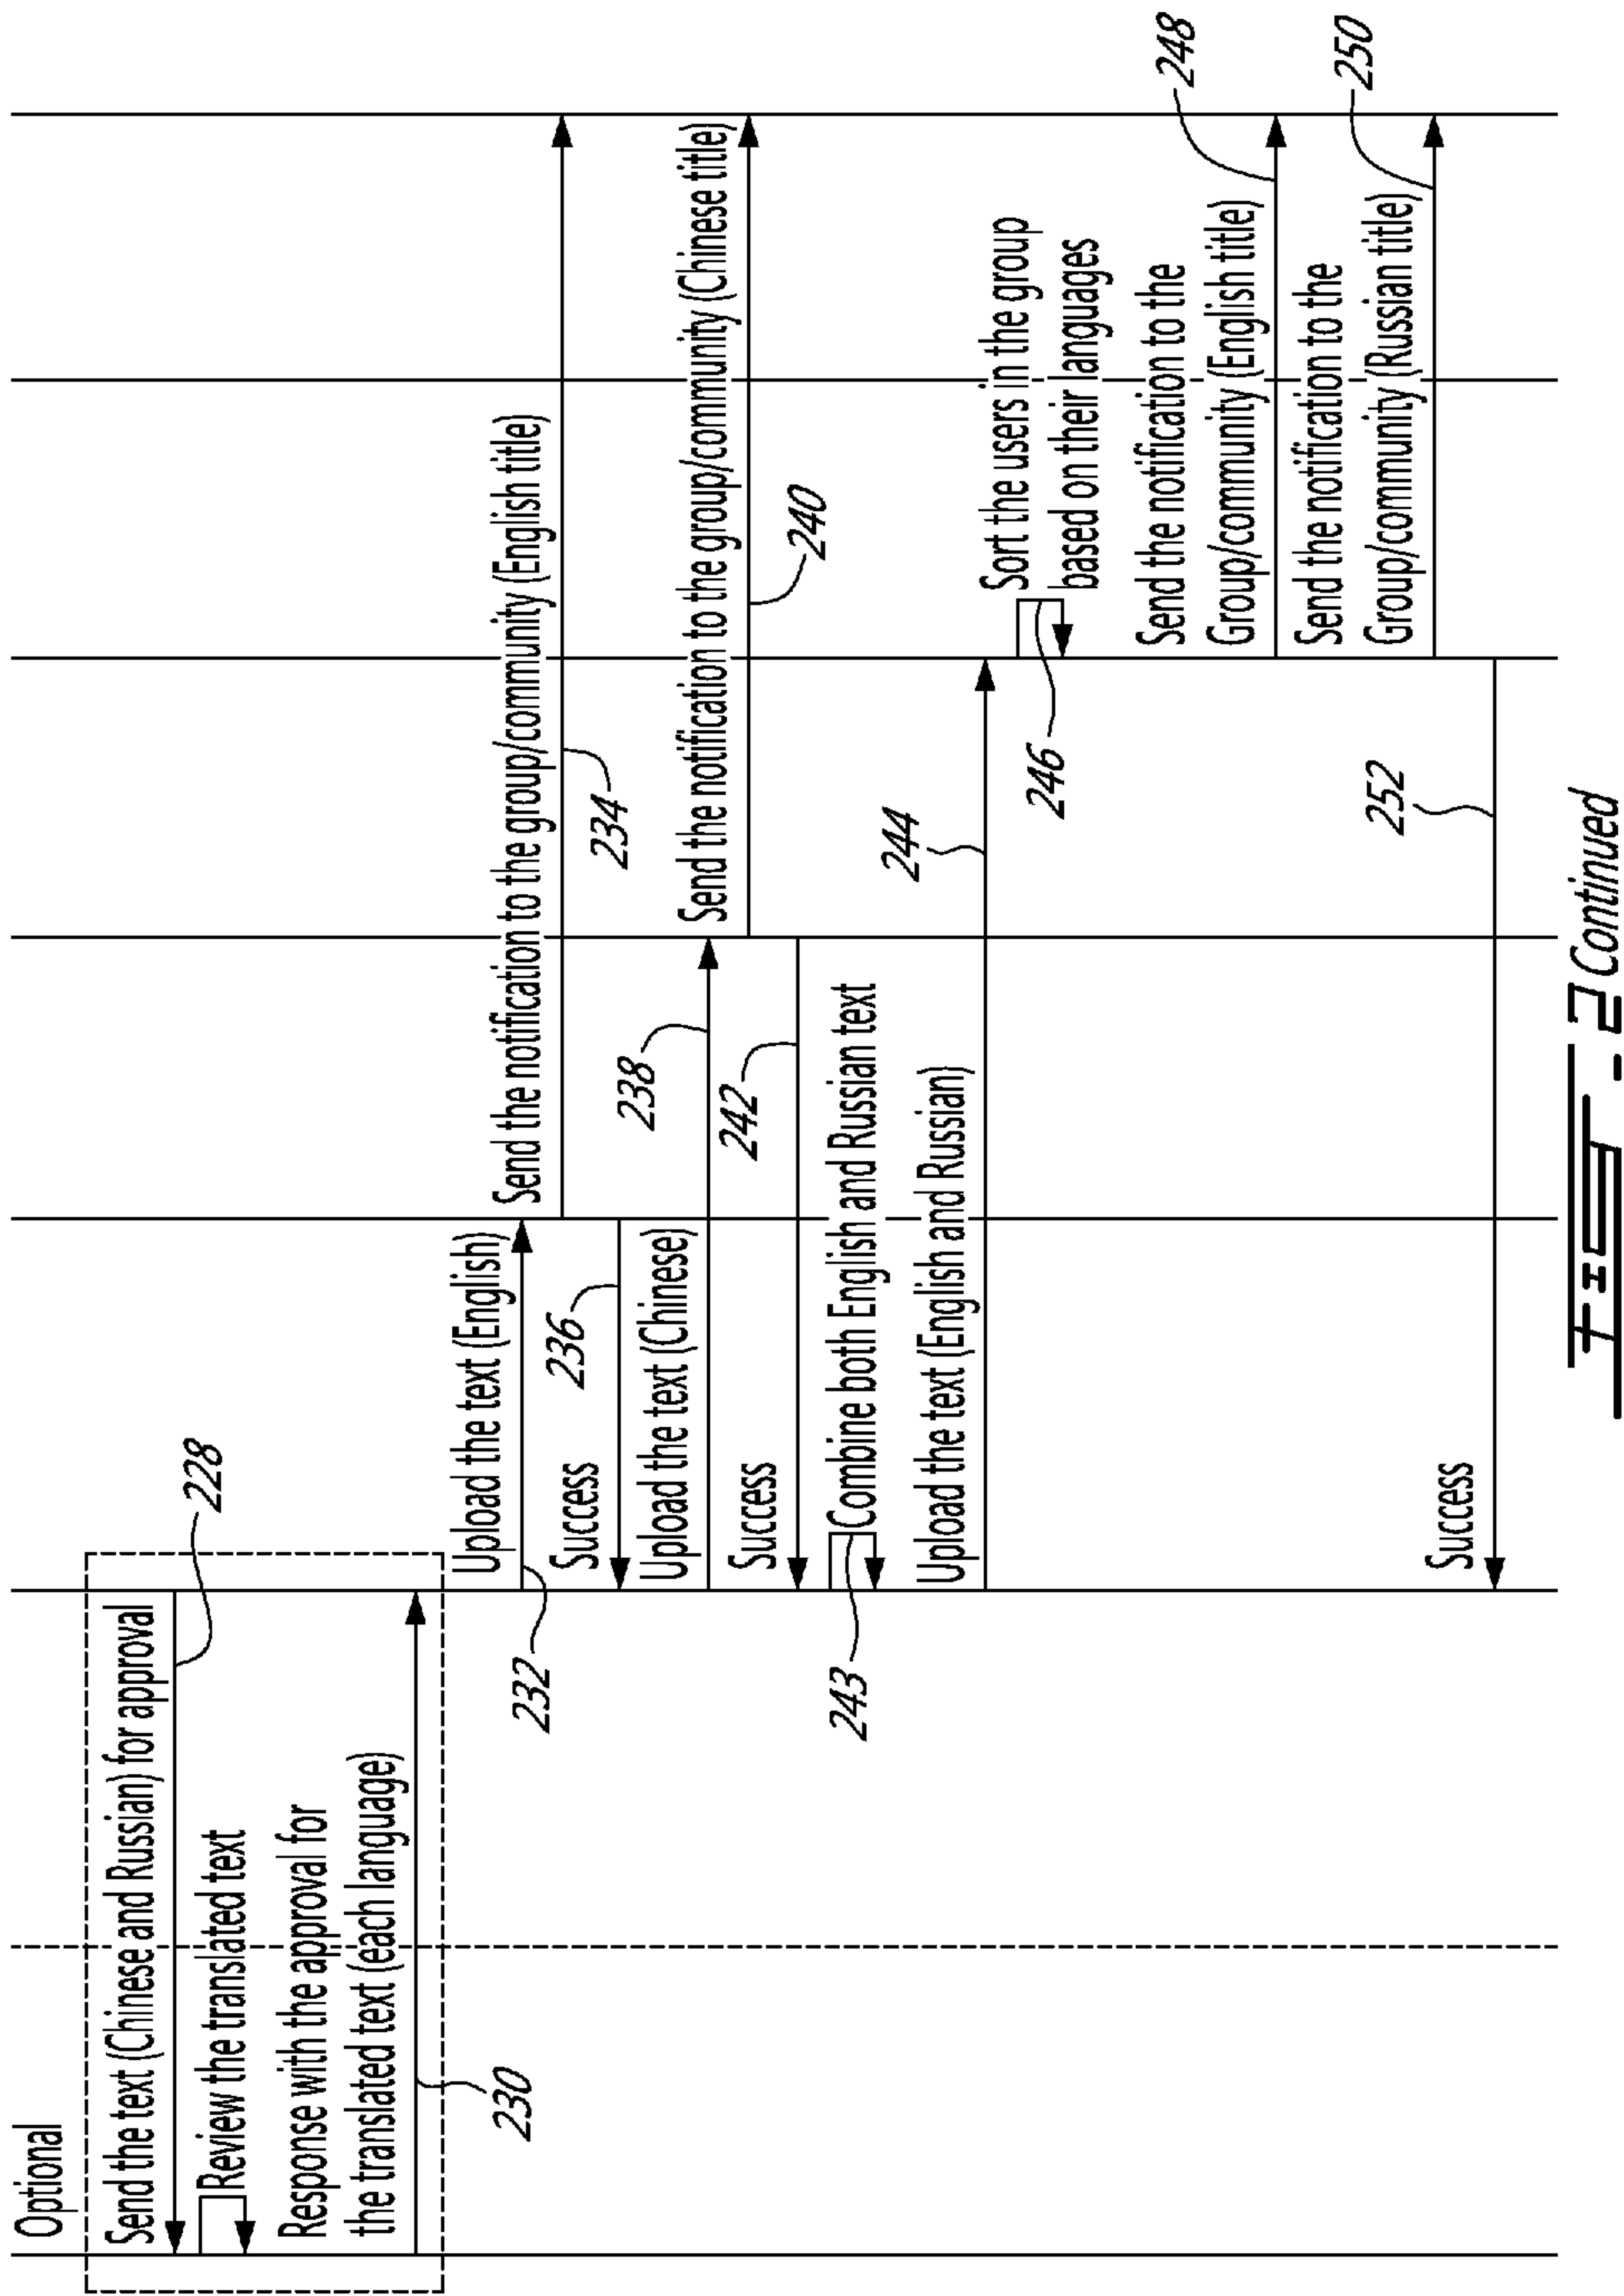 Optional
Send the text (Chinese and Russian) for approval
228
Review the translated text
Response with the approval for
the translated text (each language)
230
Upload the text (English)
232
Send the notification to the group/community (English title)
234
Success
236
Upload the text (Chinese)
238
Send the notification to the group/community (Chinese title)
240
Success
242
Combine both English and Russian text
243
Upload the text (English and Russian)
244
Sort the users in the group
based on their languages
246
Send the notification to the
Group/community (English title)
248
Send the notification to the
Group/community (Russian title)
250
Success
252
FIG. 2 Continued